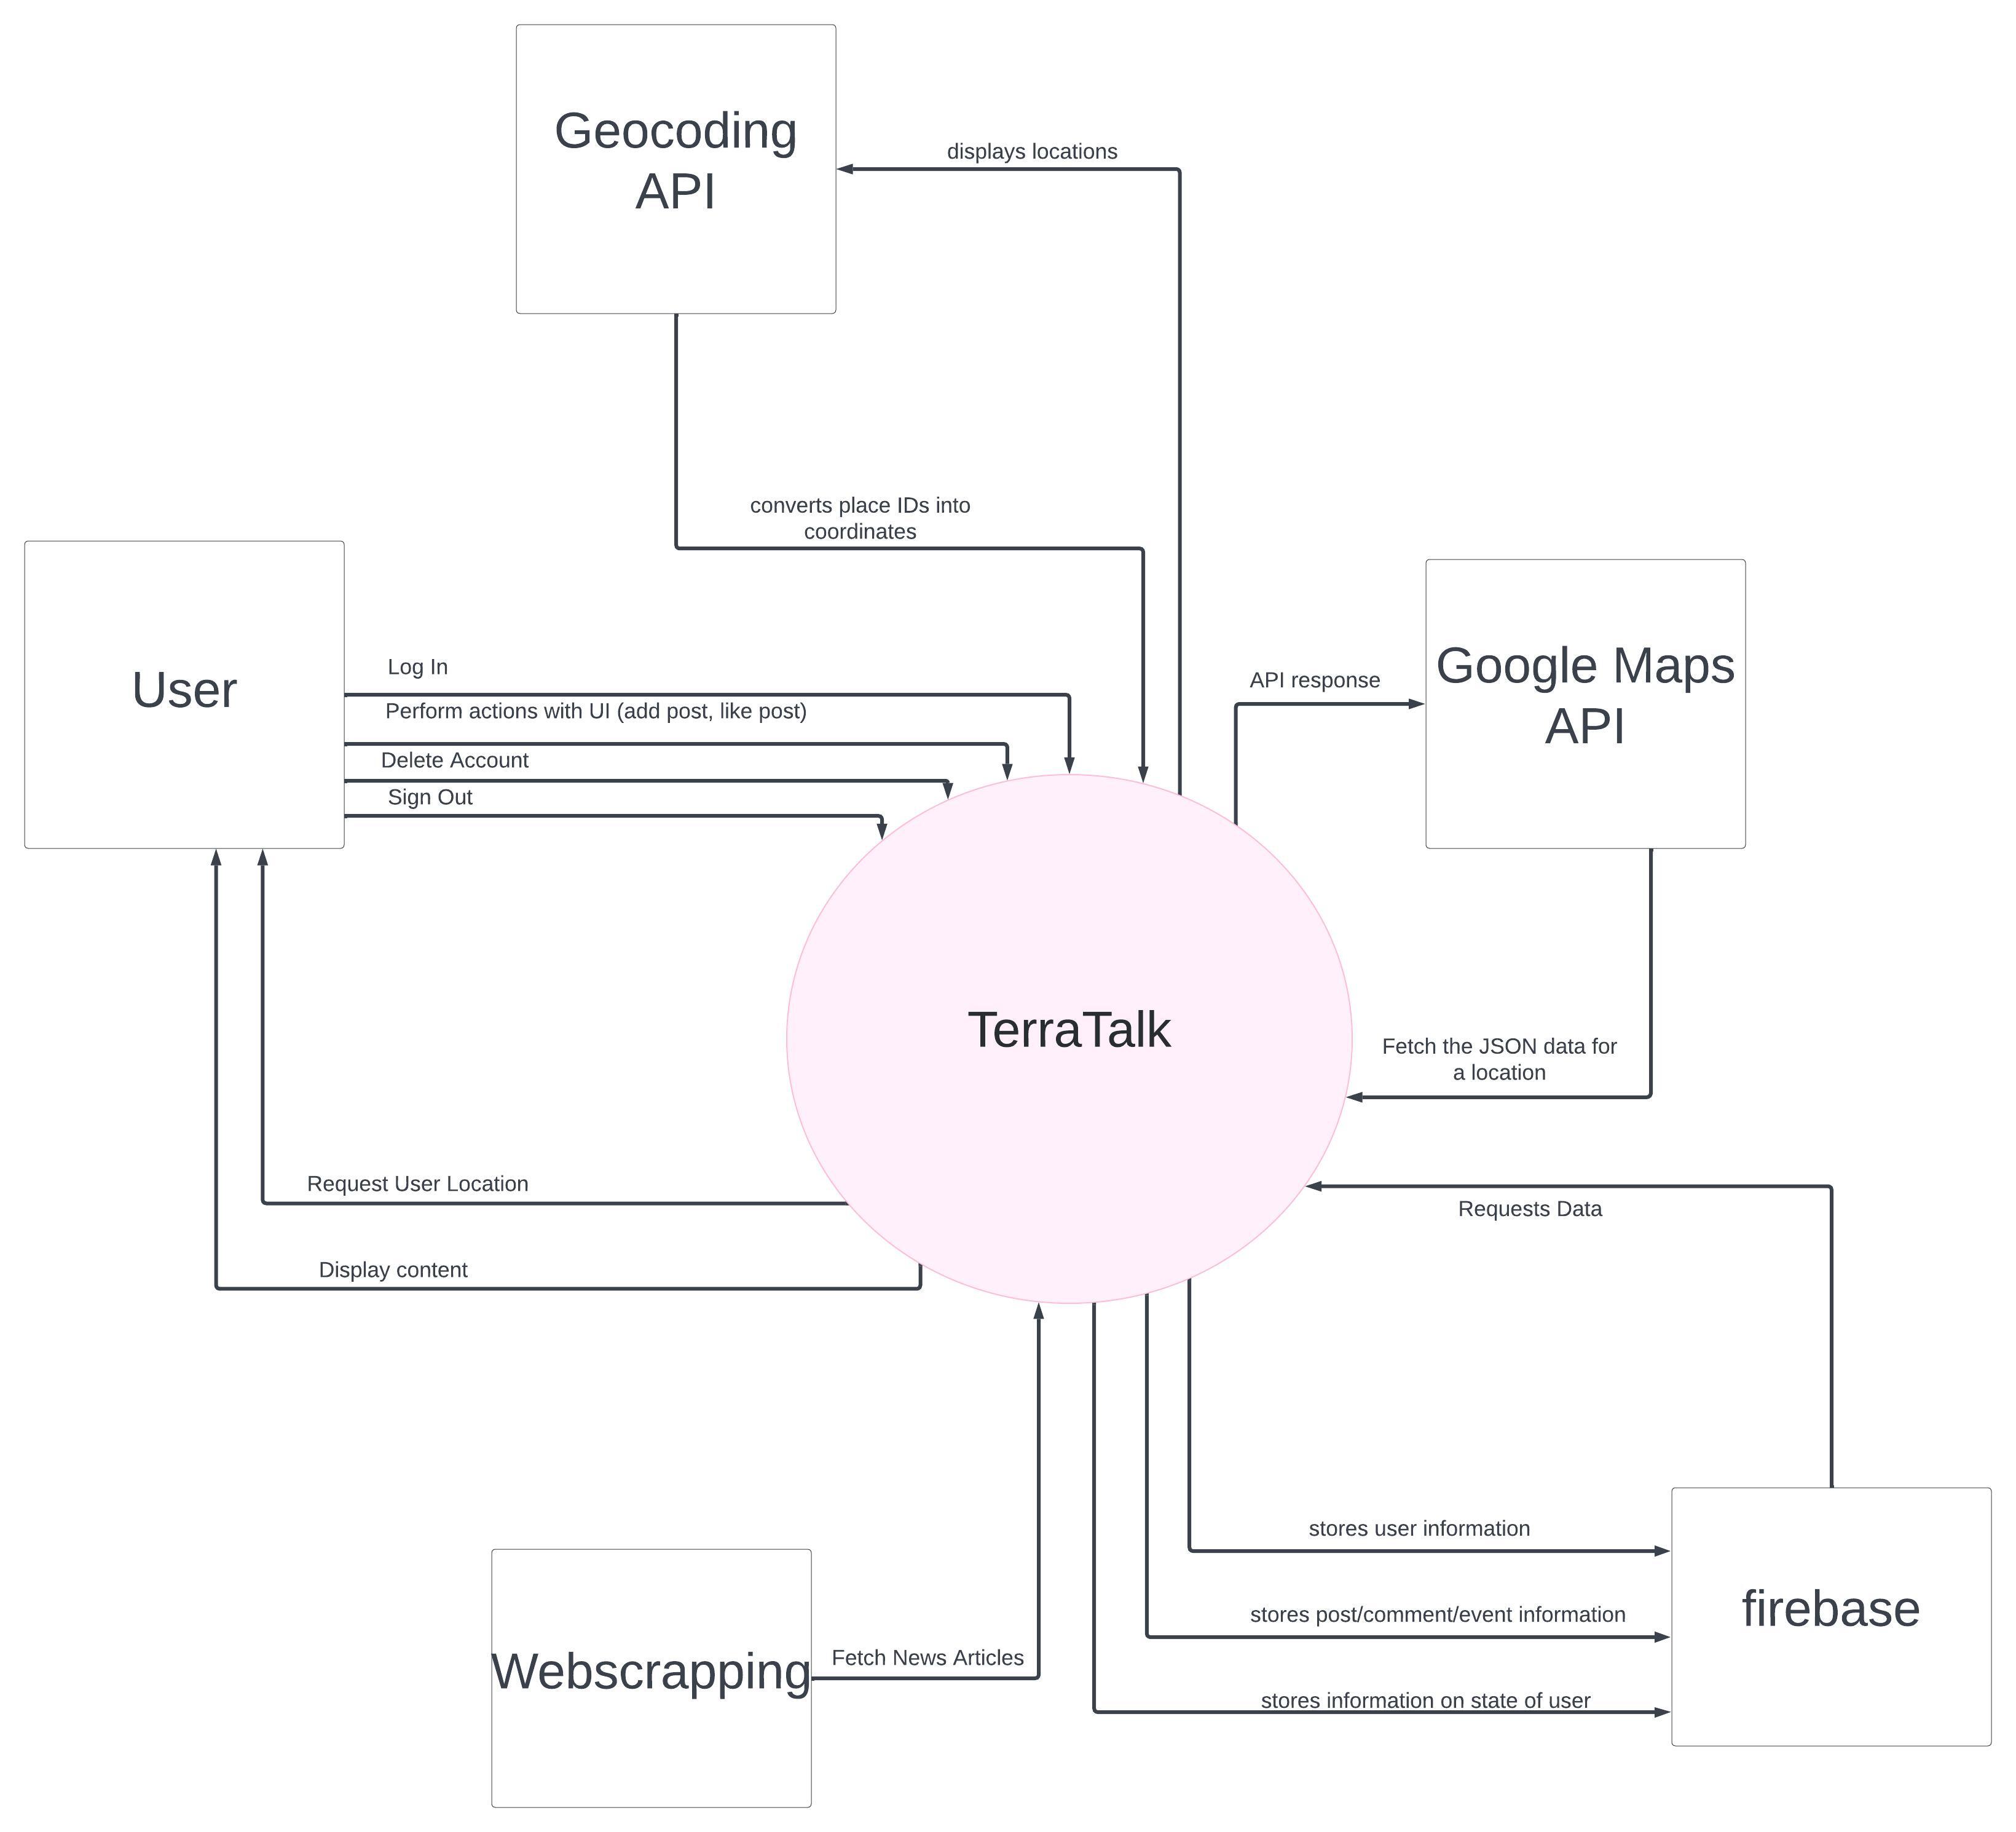 Geocoding
API
displays locations
converts place IDs into
coordinates
User
Log In
Perform actions with UI (add post, like post)
Delete Account
Sign Out
API response
Google Maps
API
TerraTalk
Fetch the JSON data for
a location
Request User Location
Requests Data
Display content
stores user information
firebase
stores post/comment/event information
Webscrapping
Fetch News Articles
stores information on state of user